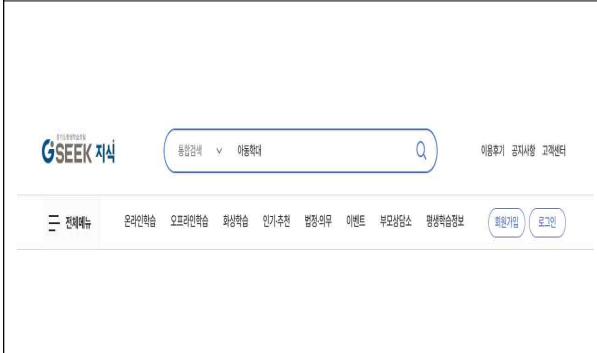 경기도평생학습포털
GSEEK 지식
통합검색 아동학대
이용후기 공지사항 고객센터
전체메뉴 온라인학습 오프라인학습 화상학습 인기·추천 법정·의무 이벤트 부모상담소 평생학습정보 회원가입 로그인